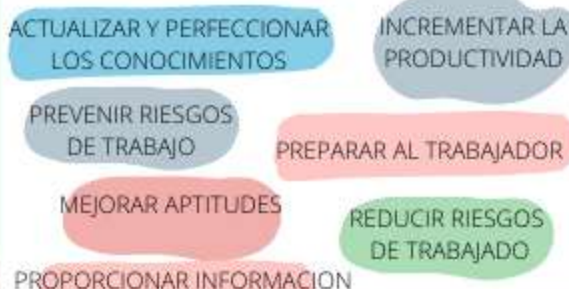 ACTUALIZAR Y PERFECCIONAR
LOS CONOCIMIENTOS
INCREMENTAR LA
PRODUCTIVIDAD
PREVENIR RIESGOS
DE TRABAJO
PREPARAR AL TRABAJADOR
MEJORAR APTITUDES
REDUCIR RIESGOS
DE TRABAJADO
PROPORCIONAR INFORMACION